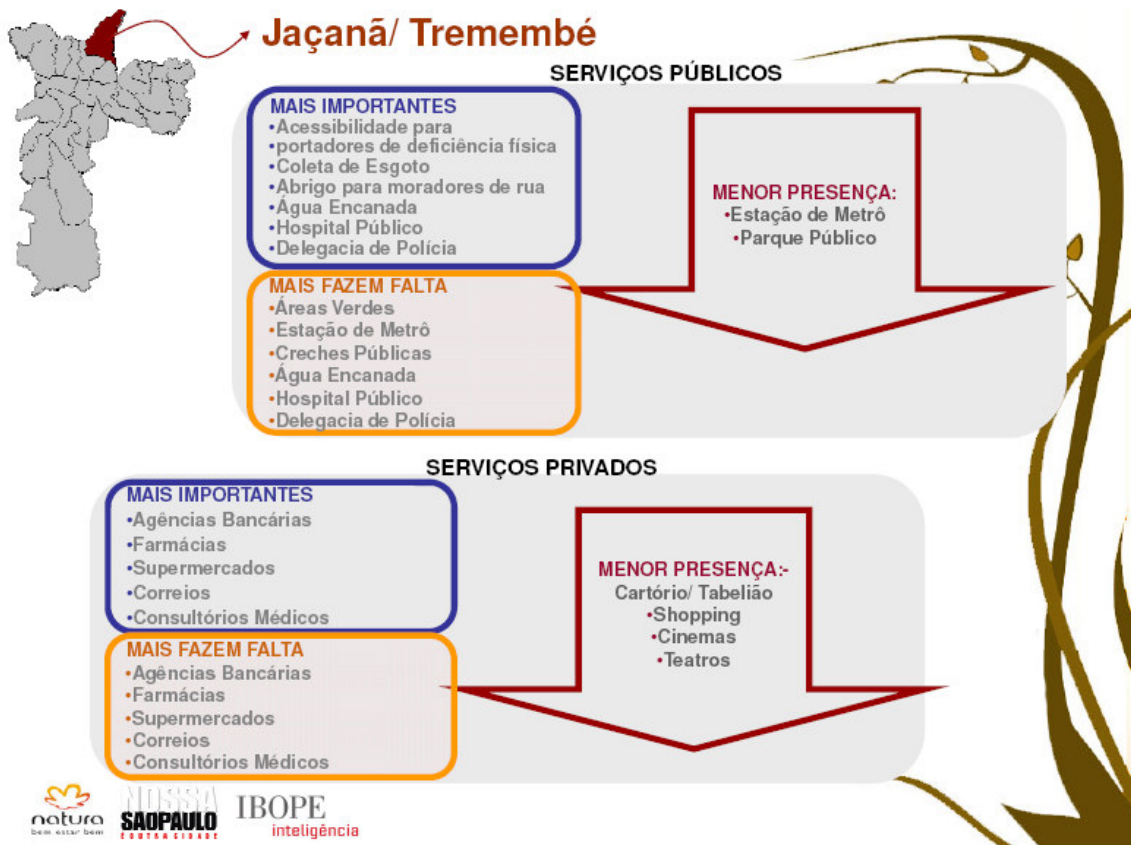 Jaçanã/ Tremembé
SERVIÇOS PÚBLICOS
MAIS IMPORTANTES
•Acessibilidade para
•portadores de deficiência física
•Coleta de Esgoto
•Abrigo para moradores de rua
•Água Encanada
•Hospital Público
•Delegacia de Polícia
MAIS FAZEM FALTA
•Áreas Verdes
•Estação de Metrô
•Creches Públicas
•Água Encanada
•Hospital Público
•Delegacia de Polícia
MENOR PRESENÇA:
•Estação de Metrô
•Parque Público
SERVIÇOS PRIVADOS
MAIS IMPORTANTES
•Agências Bancárias
•Farmácias
•Supermercados
•Correios
•Consultórios Médicos
MAIS FAZEM FALTA
•Agências Bancárias
•Farmácias
•Supermercados
•Correios
•Consultórios Médicos
MENOR PRESENÇA:-
Cartório/ Tabelião
•Shopping
•Cinemas
•Teatros
natura
bem estar bem
NOSSA
SAOPAULO
OUTRA CIDADE
IBOPE
inteligência